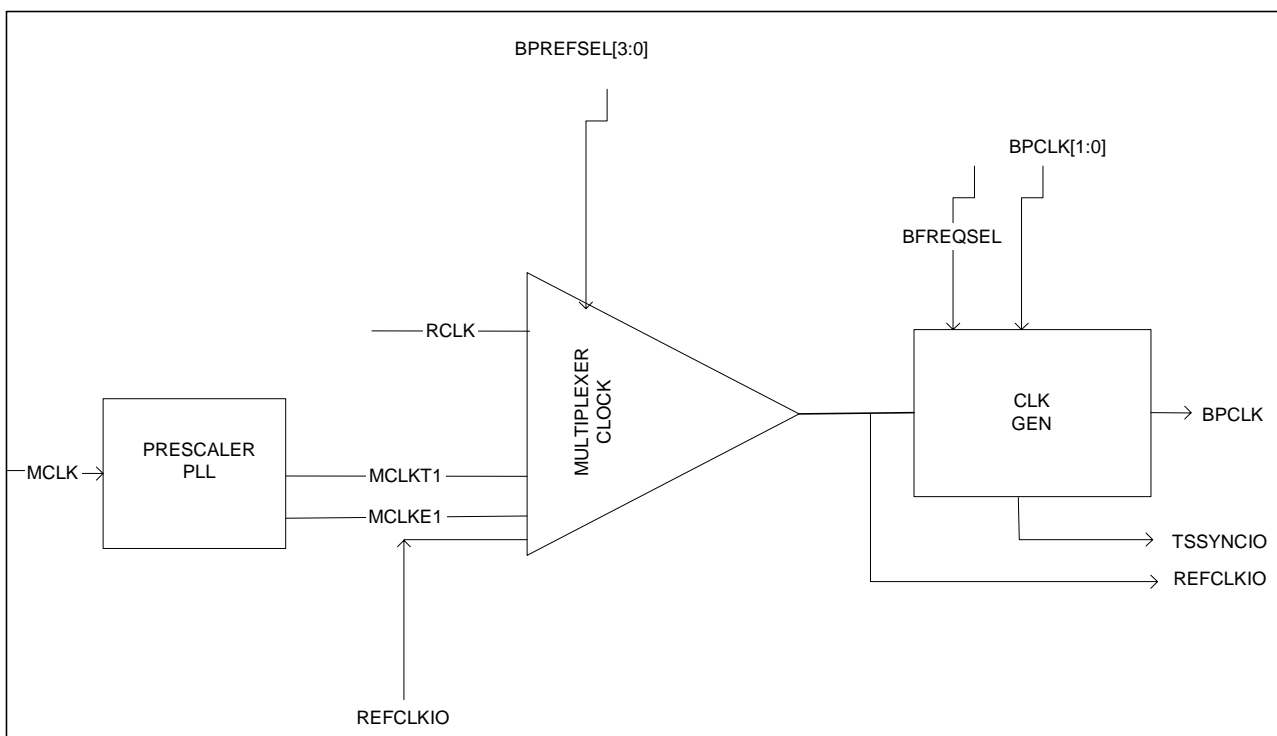 BPREFSEL[3:0]
BPCLK[1:0]
BFREQSEL
RCLK
MULTIPLEXER
CLOCK
CLK
GEN
BPCLK
PRESCALER
PLL
MCLK
MCLKT1
MCLKE1
TSSYNCIO
REFCLKIO
REFCLKIO